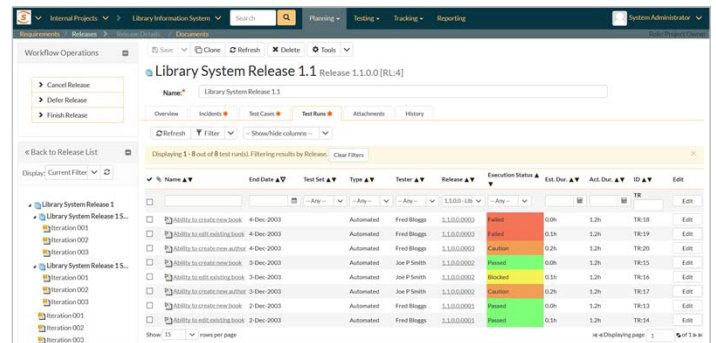 Internal Projects
Library Information System
Search
Planning
Testing
Tracking
Reporting
System Administrator
Requirements / Releases
Release Details / Documents
Role: Project Owner
Workflow Operations
Cancel Release
Defer Release
Finish Release
Save Clone Refresh Delete Tools
Library System Release 1.1 Release 1.1.0.0 [RL:4]
Name:* Library System Release 1.1
Overview Incidents Test Cases Test Runs Attachments History
Refresh Filter -- Show/hide columns --
«Back to Release List
Display: Current Filter
Displaying 1 - 8 out of 8 test run(s). Filtering results by Release. Clear Filters
Name End Date Test Set Type Tester Release Execution Status Est. Dur. Act. Dur. ID Edit
-- Any -- -- Any -- -- Any -- 1.1.0.0 - Lib -- Any -- TR Edit
Ability to create new book 4-Dec-2003 Automated Fred Bloggs 1.1.0.0.0003 Failed 0.0h 1.2h TR:18 Edit
Ability to edit existing book 4-Dec-2003 Automated Fred Bloggs 1.1.0.0.0003 Failed 0.1h 1.2h TR:19 Edit
Ability to create new author 4-Dec-2003 Automated Fred Bloggs 1.1.0.0.0003 Caution 0.2h 1.2h TR:20 Edit
Ability to create new book 3-Dec-2003 Automated Joe P Smith 1.1.0.0.0002 Passed 0.0h 1.2h TR:15 Edit
Ability to edit existing book 3-Dec-2003 Automated Joe P Smith 1.1.0.0.0002 Blocked 0.1h 1.2h TR:16 Edit
Ability to create new author 3-Dec-2003 Automated Joe P Smith 1.1.0.0.0002 Caution 0.2h 1.2h TR:17 Edit
Ability to create new book 2-Dec-2003 Automated Fred Bloggs 1.1.0.0.0001 Passed 0.0h 1.2h TR:13 Edit
Ability to edit existing book 2-Dec-2003 Automated Fred Bloggs 1.1.0.0.0001 Passed 0.1h 1.2h TR:14 Edit
Library System Release 1
Library System Release 1 S...
Iteration 001
Iteration 002
Iteration 003
Library System Release 1.1
Library System Release 1 S...
Iteration 001
Iteration 002
Iteration 003
Iteration 001
Iteration 002
Iteration 003
Show 15 rows per page
Displaying page 1 of 1